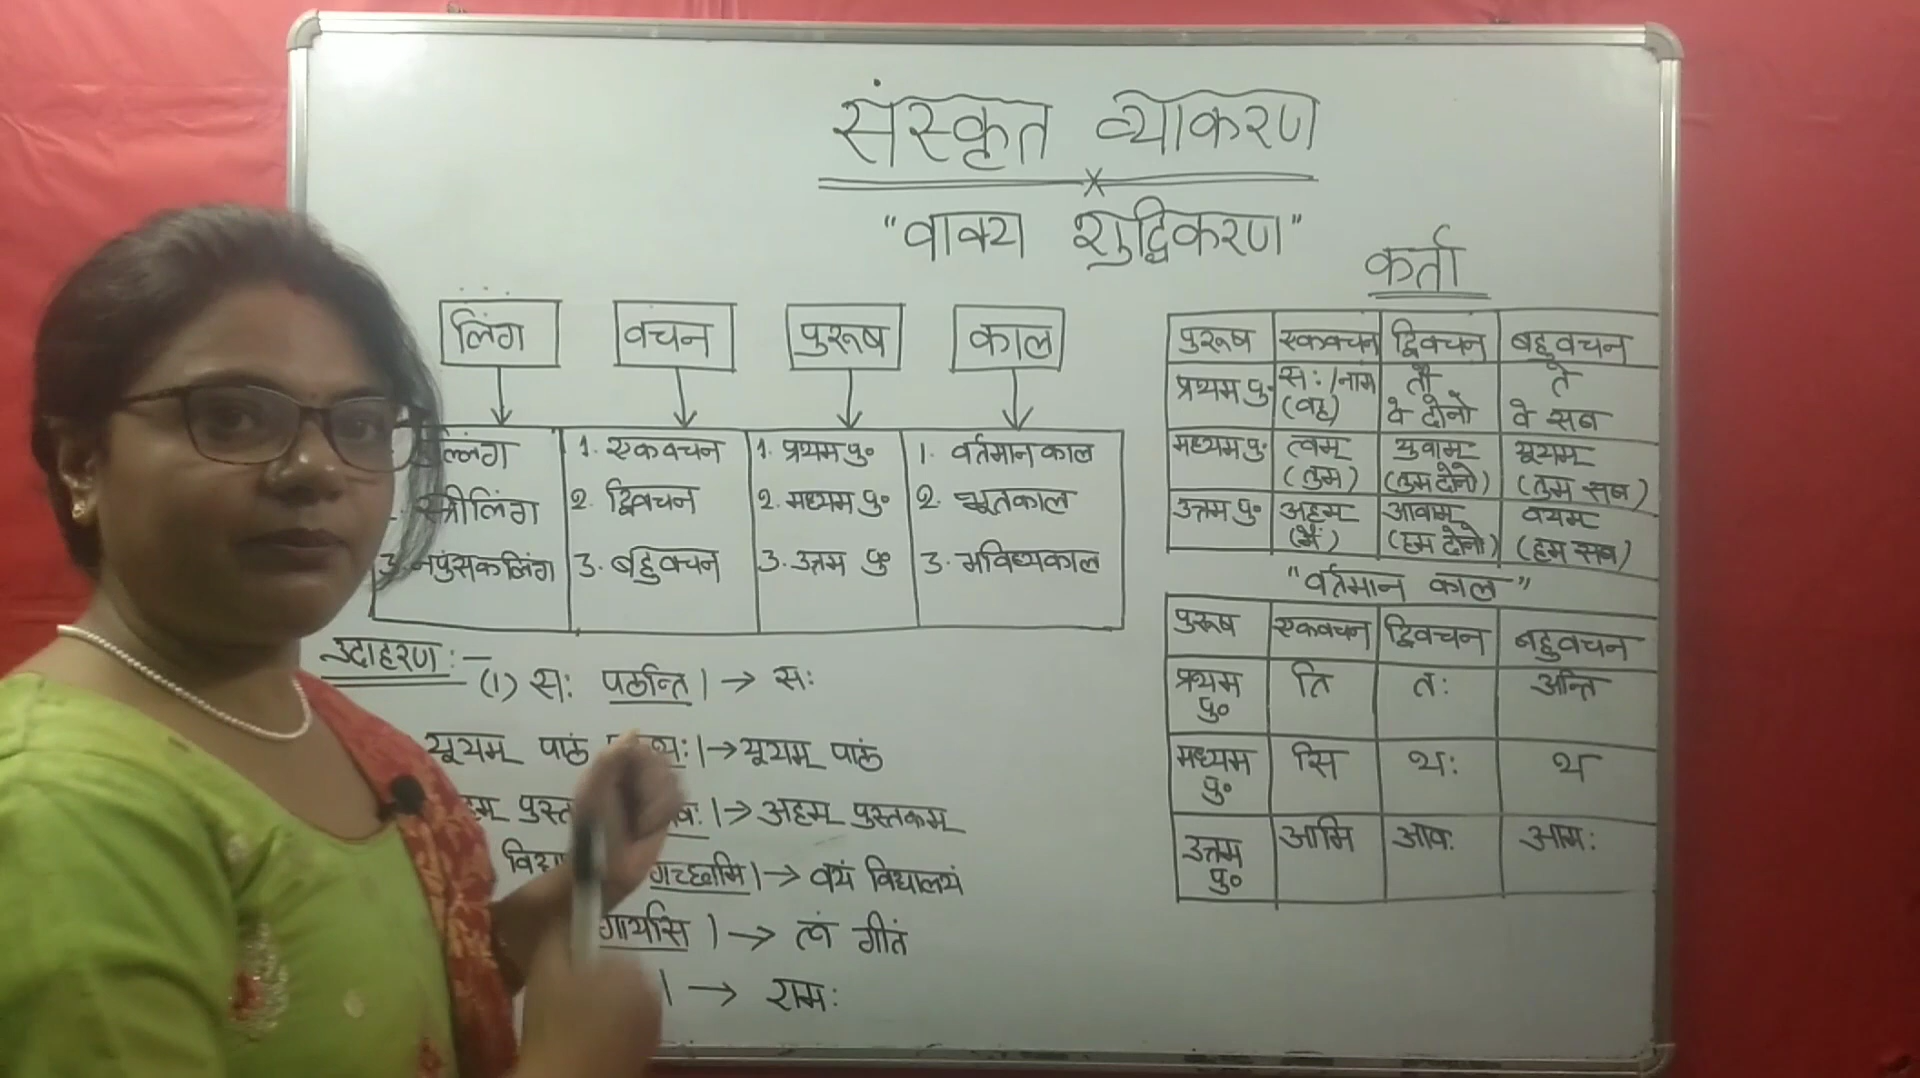 संस्कृत व्याकरण
"वाक्य शुद्धिकरण"
लिंग वचन पुरूष काल
1. एकवचन 1. प्रथम पु० 1. वर्तमान काल
स्त्रीलिंग 2. द्विवचन 2. मध्यम पु० 2. भूतकाल
3. नपुंसकलिंग 3. बहुवचन 3. उत्तम पु० 3. भविष्यकाल
कर्ता
पुरूष एकवचन द्विवचन बहुवचन
प्रथम पु. सः/नाम (वह) तौ वे दोनों ते वे सब
मध्यम पु. त्वम् (तुम) युवाम् (तुम दोनो) यूयम् (तुम सब)
उत्तम पु० अहम् (मैं) आवाम् (हम दोनो) वयम (हम सब)
"वर्तमान काल"
पुरूष एकवचन द्विवचन बहुवचन
प्रथम पु० ति तः अन्ति
मध्यम पु० सि थः थ
उत्तम पु० आमि आवः आमः
उदाहरण :-
(1) सः पठन्ति । → सः
यूयम् पाठं । → यूयम् पाठं
। → अहम् पुस्तकम्
गच्छामि । → वयं विद्यालयं
गायसि । → त्वं गीतं
। → रामः